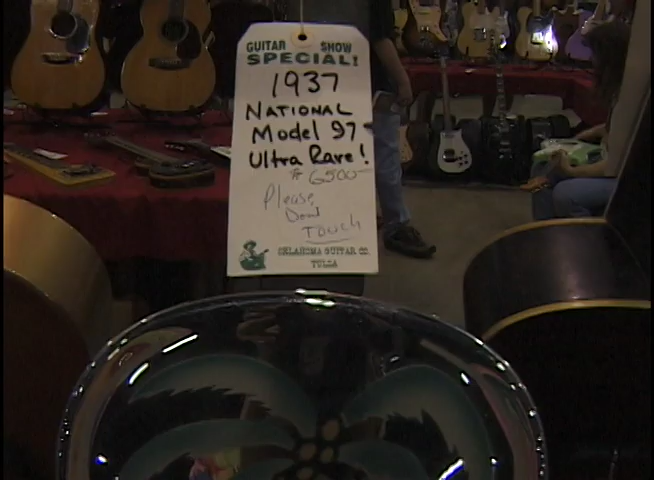 GUITAR SHOW
SPECIAL!
1937
NATIONAL
Model 97
Ultra Rare!
$6500-
Please
Dont
Touch
OKLAHOMA GUITAR CO.
TULSA